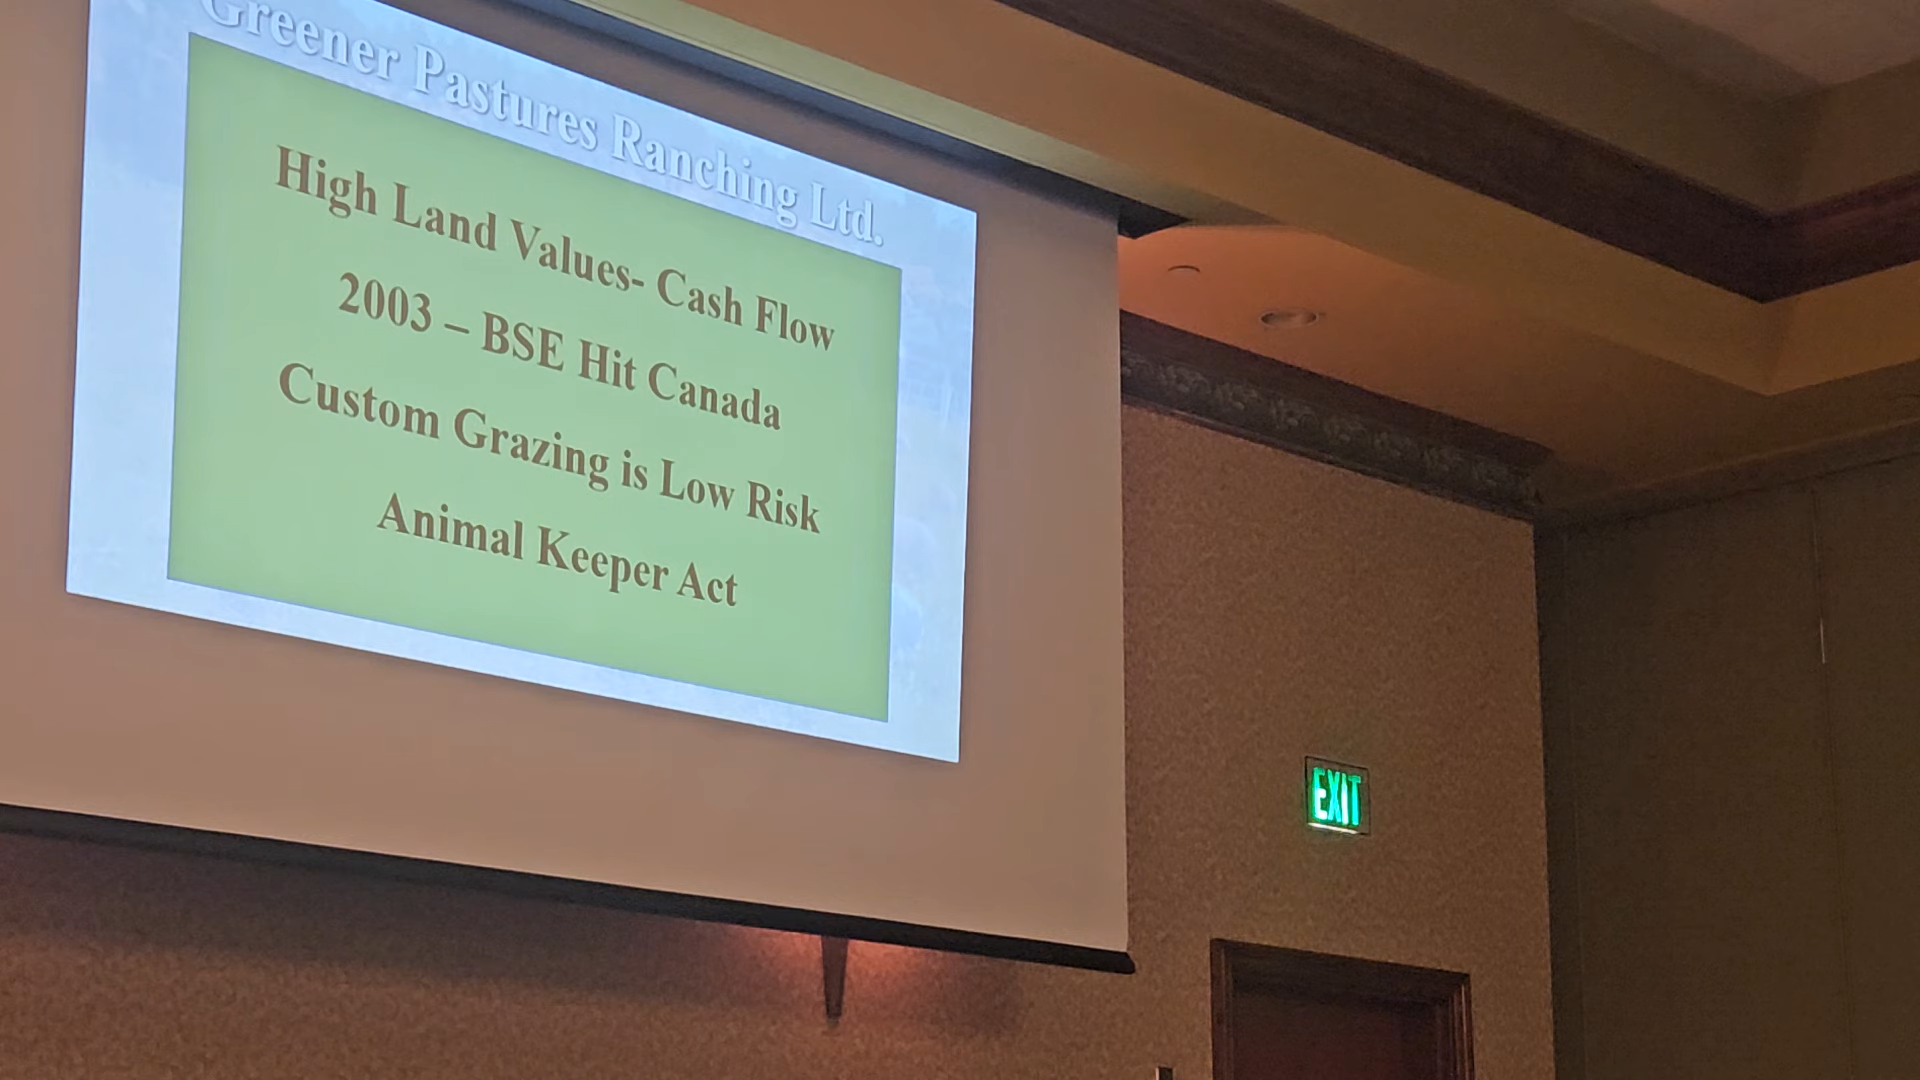 Greener Pastures Ranching Ltd.
High Land Values- Cash Flow
2003 – BSE Hit Canada
Custom Grazing is Low Risk
Animal Keeper Act
EXIT